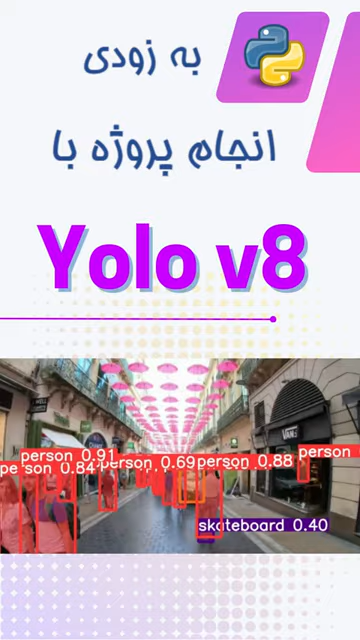 به زودی
انجام پروژه با
Yolo v8
person 0.91
person 0.84
person 0.69
person 0.88
person
skateboard 0.40
VANS